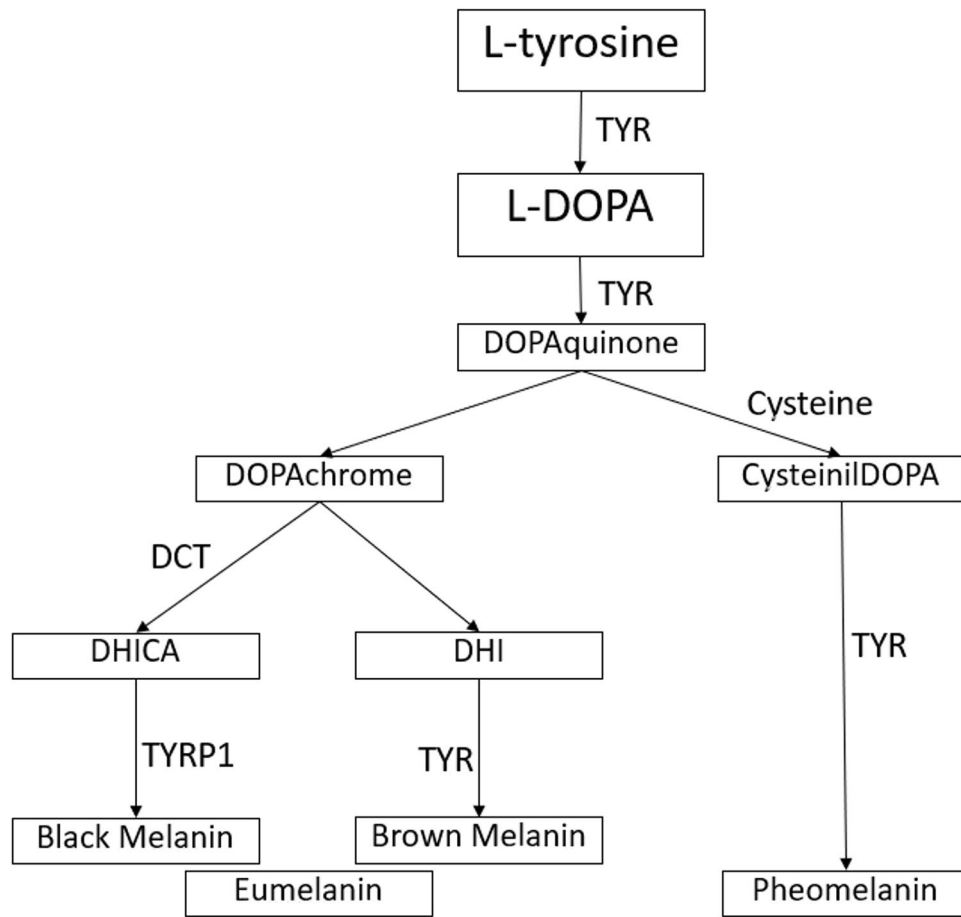 L-tyrosine
TYR
L-DOPA
TYR
DOPAquinone
Cysteine
DOPAchrome
CysteinilDOPA
DCT
DHICA
DHI
TYR
TYRP1
TYR
Black Melanin
Brown Melanin
Eumelanin
Pheomelanin